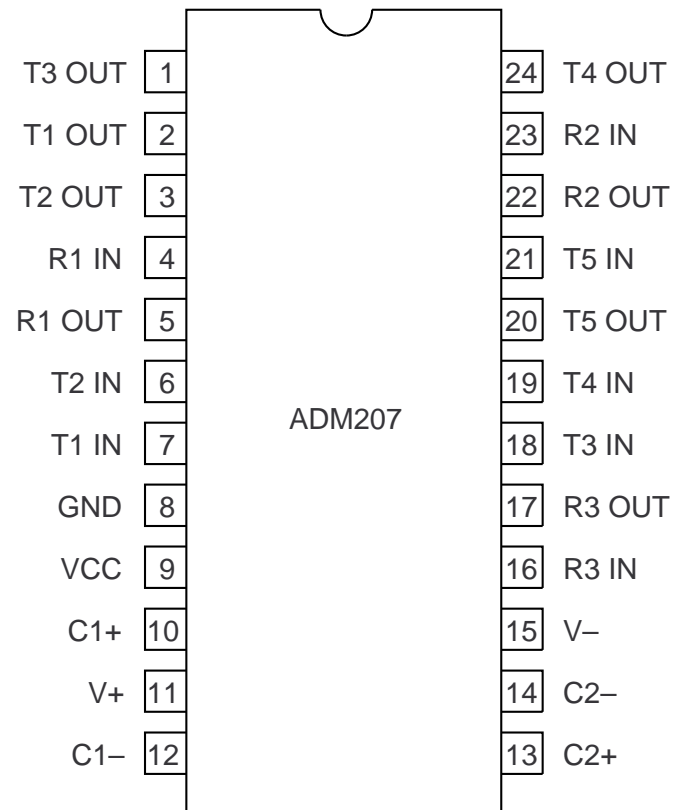 T3 OUT 1 24 T4 OUT
T1 OUT 2 23 R2 IN
T2 OUT 3 22 R2 OUT
R1 IN 4 21 T5 IN
R1 OUT 5 20 T5 OUT
T2 IN 6 19 T4 IN
ADM207
T1 IN 7 18 T3 IN
GND 8 17 R3 OUT
VCC 9 16 R3 IN
C1+ 10 15 V–
V+ 11 14 C2–
C1– 12 13 C2+